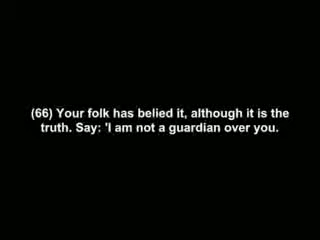 (66) Your folk has belied it, although it is the
truth. Say: 'I am not a guardian over you.